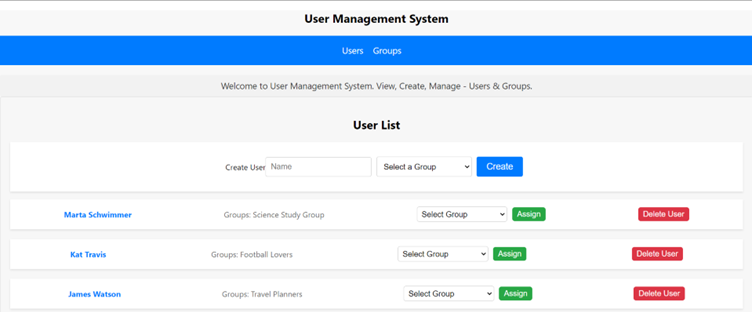 User Management System
Users Groups
Welcome to User Management System. View, Create, Manage - Users & Groups.
User List
Create User Name Select a Group Create
Marta Schwimmer Groups: Science Study Group Select Group Assign Delete User
Kat Travis Groups: Football Lovers Select Group Assign Delete User
James Watson Groups: Travel Planners Select Group Assign Delete User